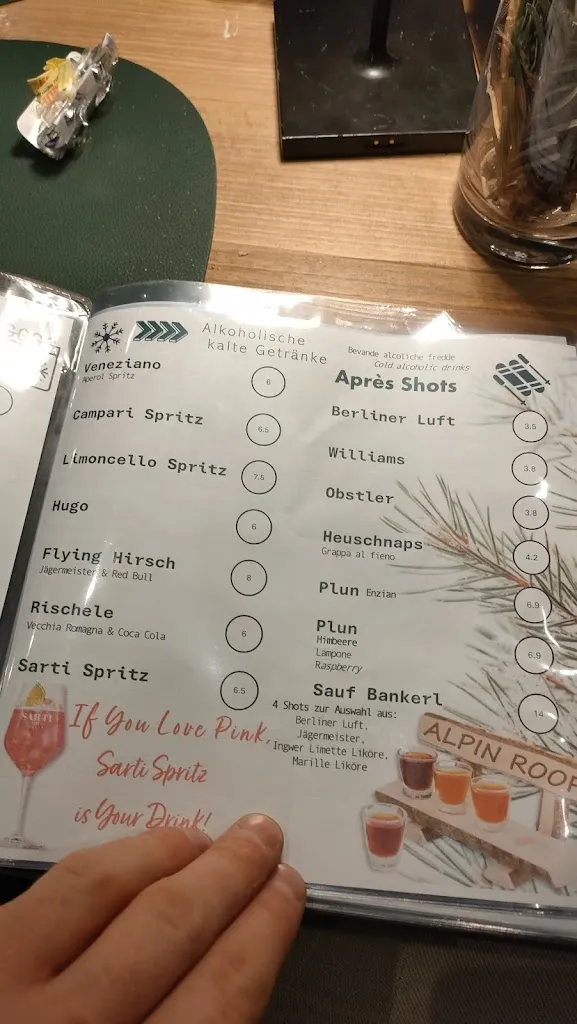 Alkoholische
kalte Getränke
Bevande alcoliche fredde
Cold alcoholic drinks
Veneziano
Aperol Spritz
6
Campari Spritz
6.5
Limoncello Spritz
7.5
Hugo
6
Flying Hirsch
Jägermeister & Red Bull
8
Rischele
Vecchia Romagna & Coca Cola
6
Sarti Spritz
6.5
SARTI
If You Love Pink,
Sarti Spritz
is Your Drink!
Après Shots
Berliner Luft
3.5
Williams
3.8
Obstler
3.8
Heuschnaps
Grappa al fieno
4.2
Plun Enzian
6.9
Plun
Himbeere
Lampone
Raspberry
6.9
Sauf Bankerl
14
4 Shots zur Auswahl aus:
Berliner Luft,
Jägermeister,
Ingwer Limette Liköre,
Marille Liköre
ALPIN ROOF